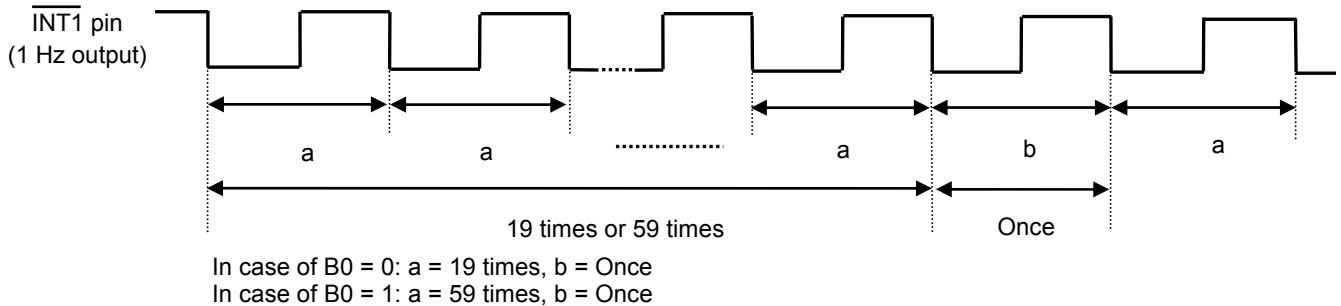 INT1 pin
(1 Hz output)
a
a
a
b
a
19 times or 59 times
Once
In case of B0 = 0: a = 19 times, b = Once
In case of B0 = 1: a = 59 times, b = Once